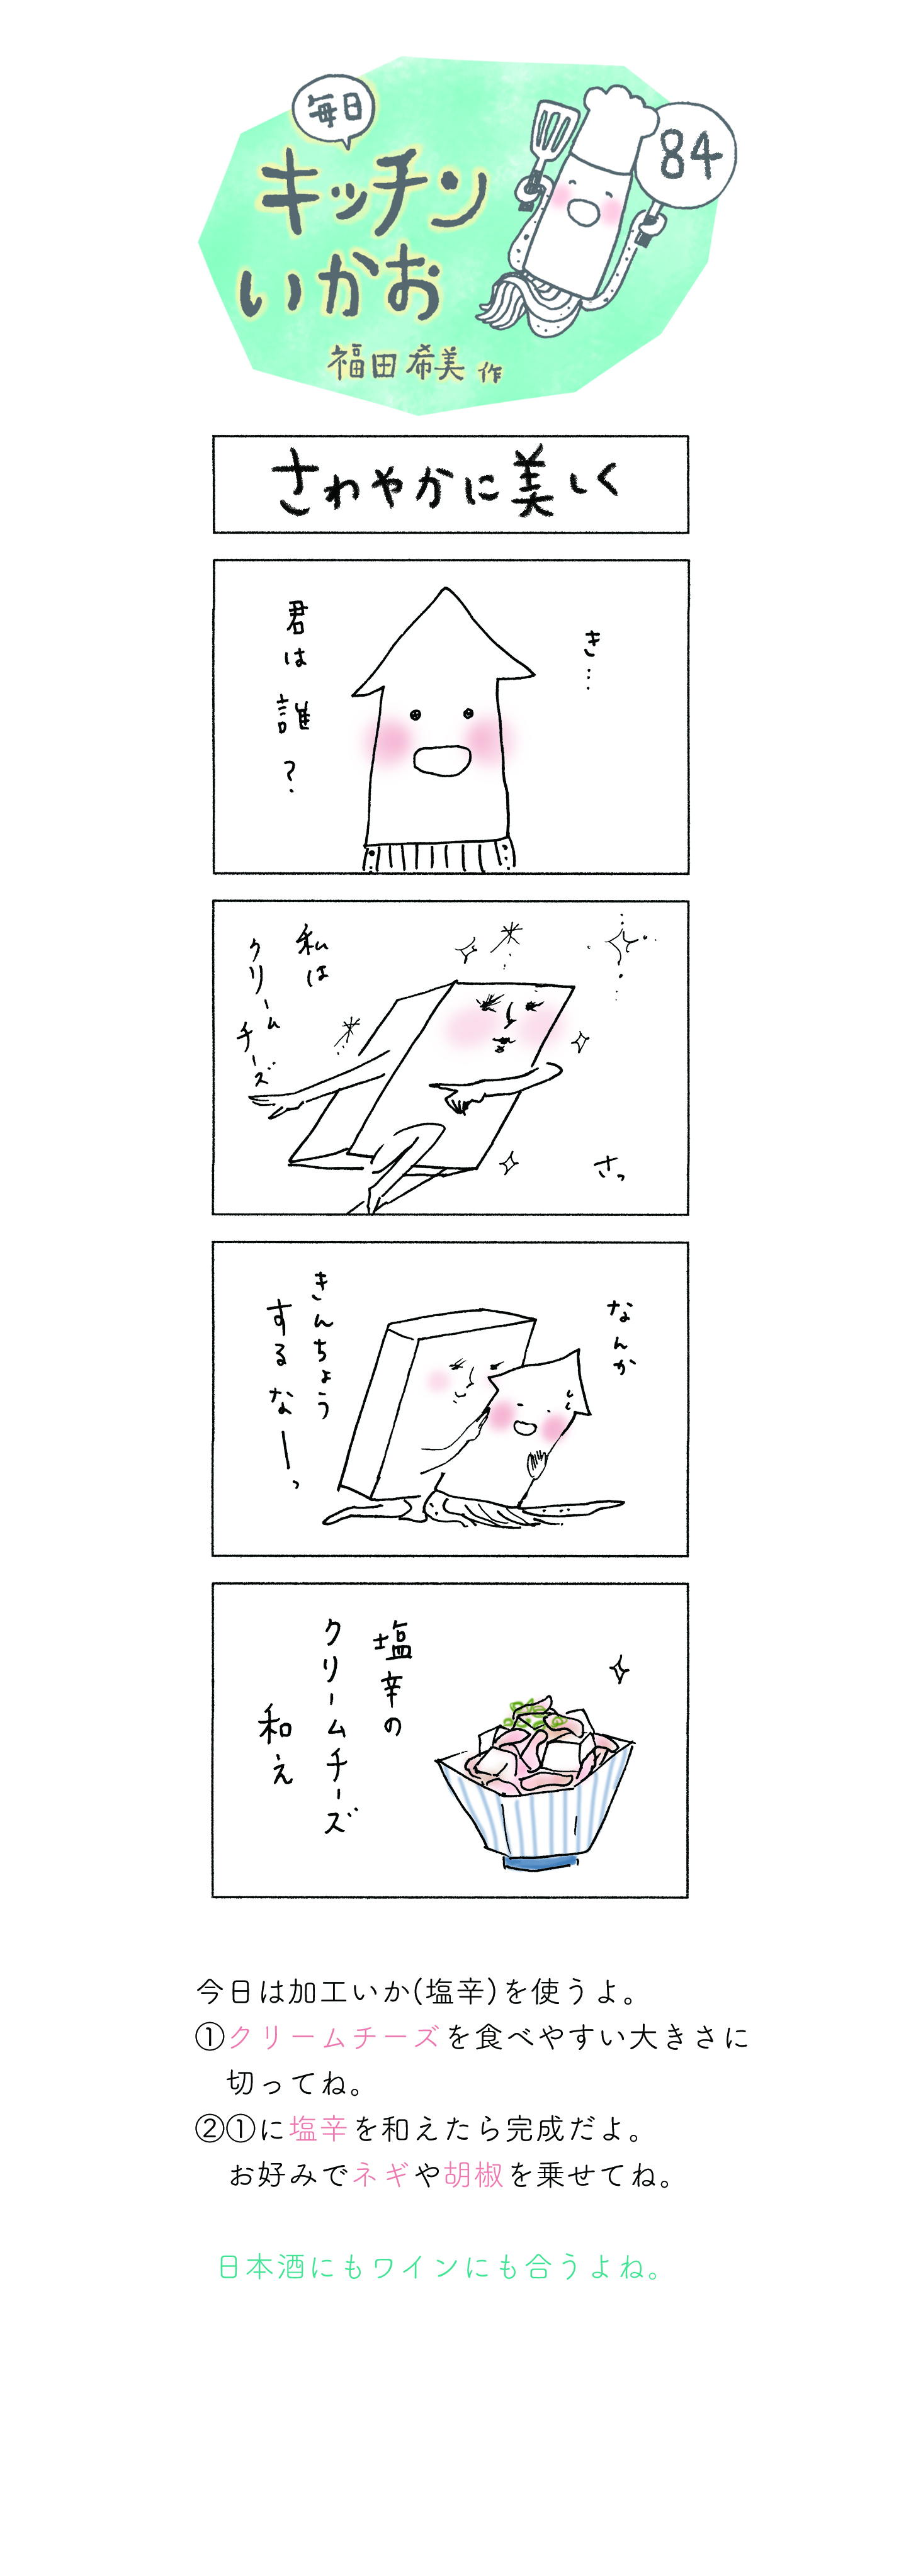 毎日
キッチン
いかお
84
福田希美 作
さわやかに美しく
き…
君は誰?
私は
クリームチーズ
さっ
なんか
きんちょう
するなーっ
塩辛の
クリームチーズ
和え
今日は加工いか(塩辛)を使うよ。
①クリームチーズを食べやすい大きさに
切ってね。
②①に塩辛を和えたら完成だよ。
お好みでネギや胡椒を乗せてね。
日本酒にもワインにも合うよね。